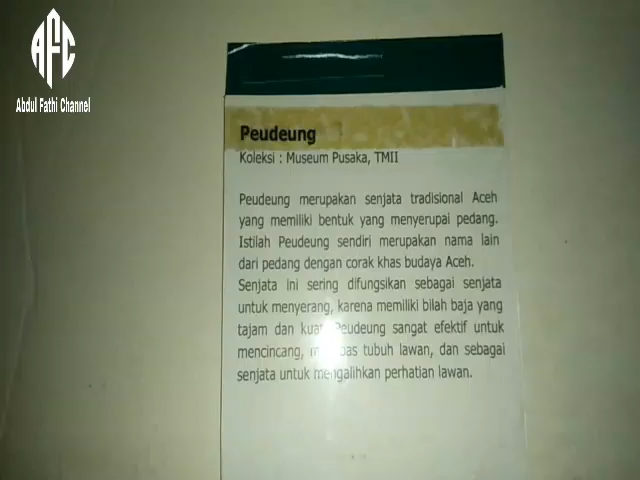 AFC
Abdul Fathi Channel
Peudeung
Koleksi : Museum Pusaka, TMII
Peudeung merupakan senjata tradisional Aceh
yang memiliki bentuk yang menyerupai pedang.
Istilah Peudeung sendiri merupakan nama lain
dari pedang dengan corak khas budaya Aceh.
Senjata ini sering difungsikan sebagai senjata
untuk menyerang, karena memiliki bilah baja yang
tajam dan kuat Peudeung sangat efektif untuk
mencincang, tubuh lawan, dan sebagai
senjata untuk mengalihkan perhatian lawan.